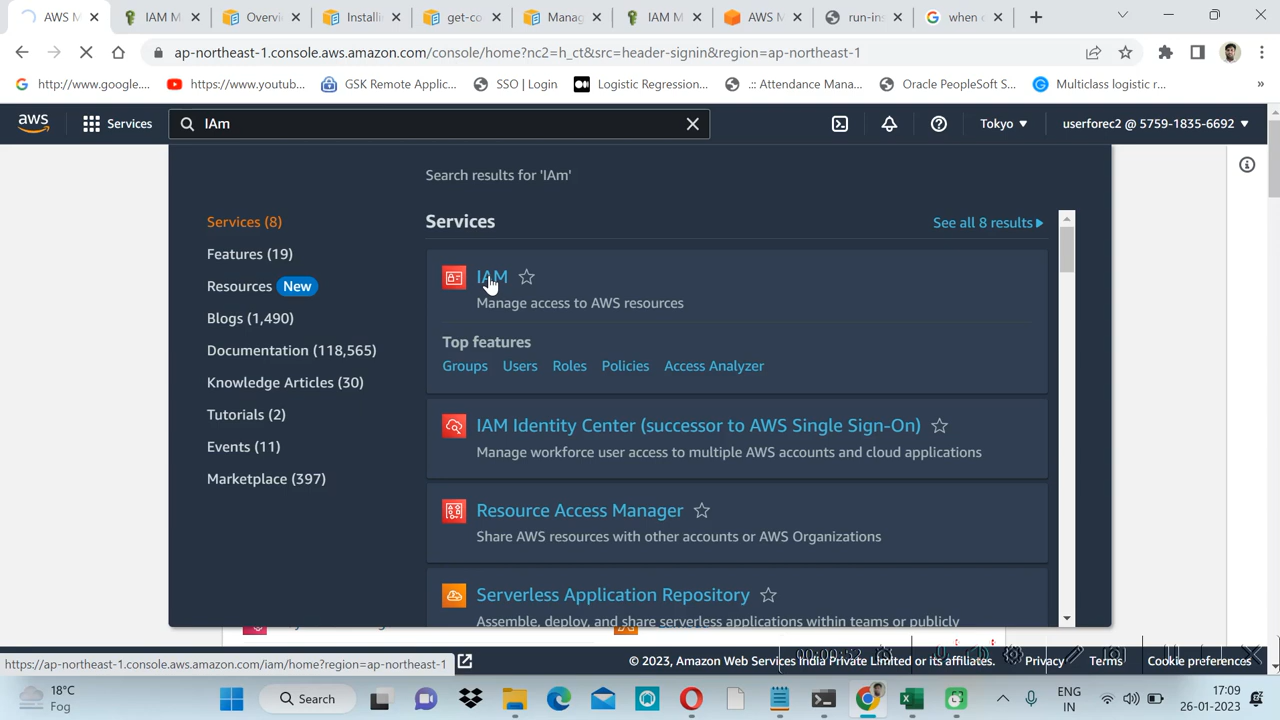 AWS M
IAM M
Overvi
Installi
get-co
Manag
IAM M
AWS M
run-ins
when c
ap-northeast-1.console.aws.amazon.com/console/home?nc2=h_ct&src=header-signin&region=ap-northeast-1
http://www.google....
https://www.youtub...
GSK Remote Applic...
SSO | Login
Logistic Regression...
.:: Attendance Mana...
Oracle PeopleSoft S...
Multiclass logistic r...
»
aws
Services
IAm
Tokyo
userforec2 @ 5759-1835-6692
Search results for 'IAm'
Services (8)
Features (19)
Resources New
Blogs (1,490)
Documentation (118,565)
Knowledge Articles (30)
Tutorials (2)
Events (11)
Marketplace (397)
Services
See all 8 results
IAM
Manage access to AWS resources
Top features
Groups Users Roles Policies Access Analyzer
IAM Identity Center (successor to AWS Single Sign-On)
Manage workforce user access to multiple AWS accounts and cloud applications
Resource Access Manager
Share AWS resources with other accounts or AWS Organizations
Serverless Application Repository
Assemble, deploy, and share serverless applications within teams or publicly
https://ap-northeast-1.console.aws.amazon.com/iam/home?region=ap-northeast-1
© 2023, Amazon Web Services India Private Limited or its affiliates.
Privacy
Terms
Cookie preferences
00:00:52
18°C
Fog
Search
ENG
IN
17:09
26-01-2023